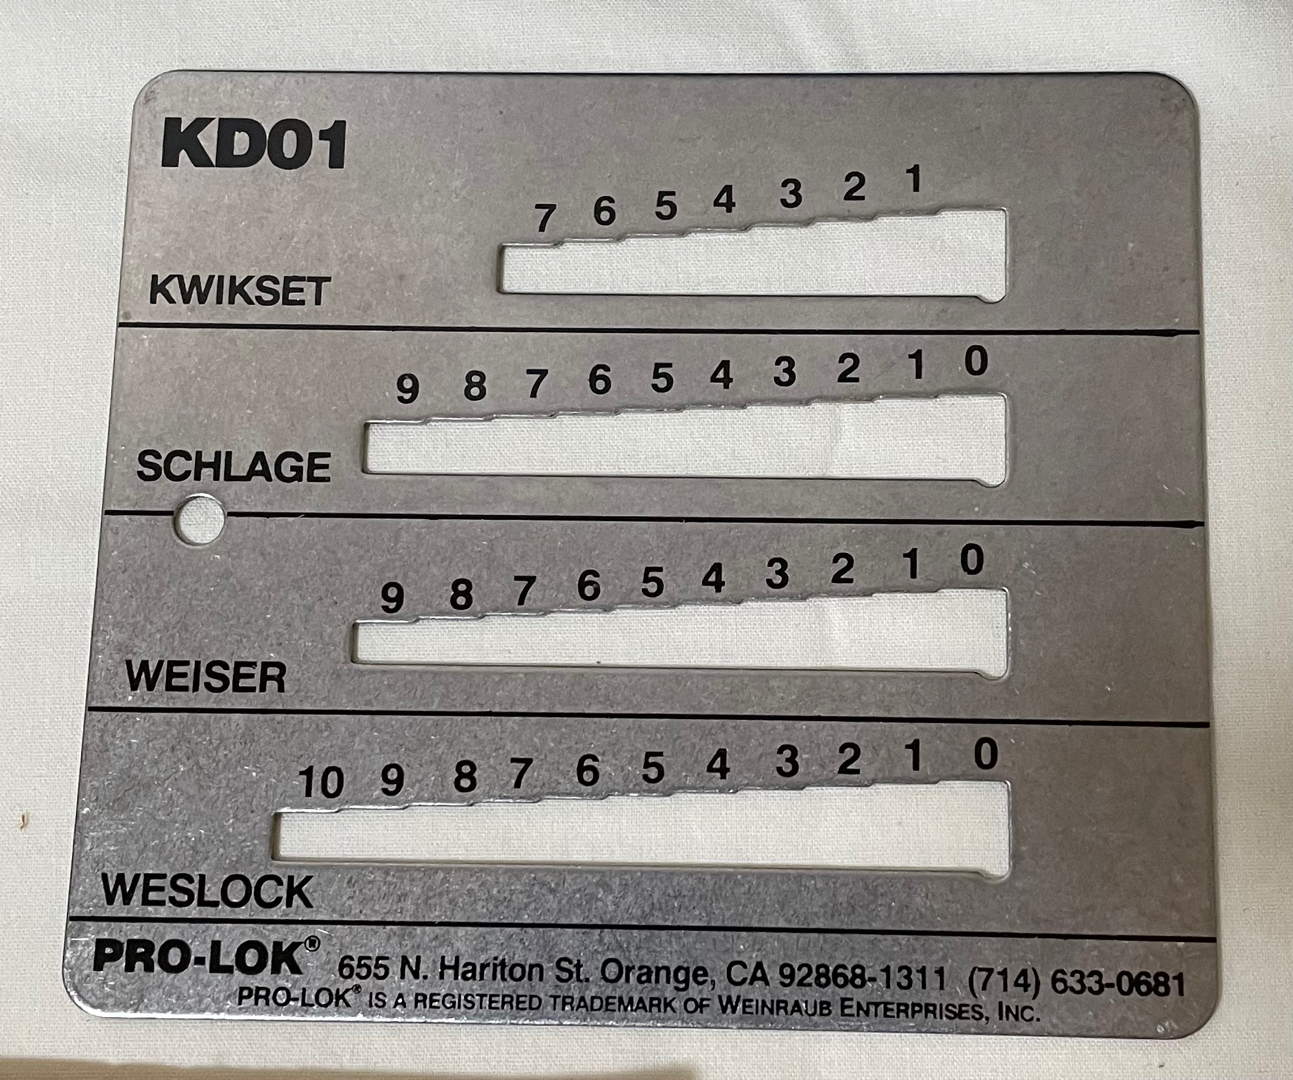 KD01
7 6 5 4 3 2 1
KWIKSET
9 8 7 6 5 4 3 2 1 0
SCHLAGE
9 8 7 6 5 4 3 2 1 0
WEISER
10 9 8 7 6 5 4 3 2 1 0
WESLOCK
PRO-LOK® 655 N. Hariton St. Orange, CA 92868-1311 (714) 633-0681
PRO-LOK® IS A REGISTERED TRADEMARK OF WEINRAUB ENTERPRISES, INC.